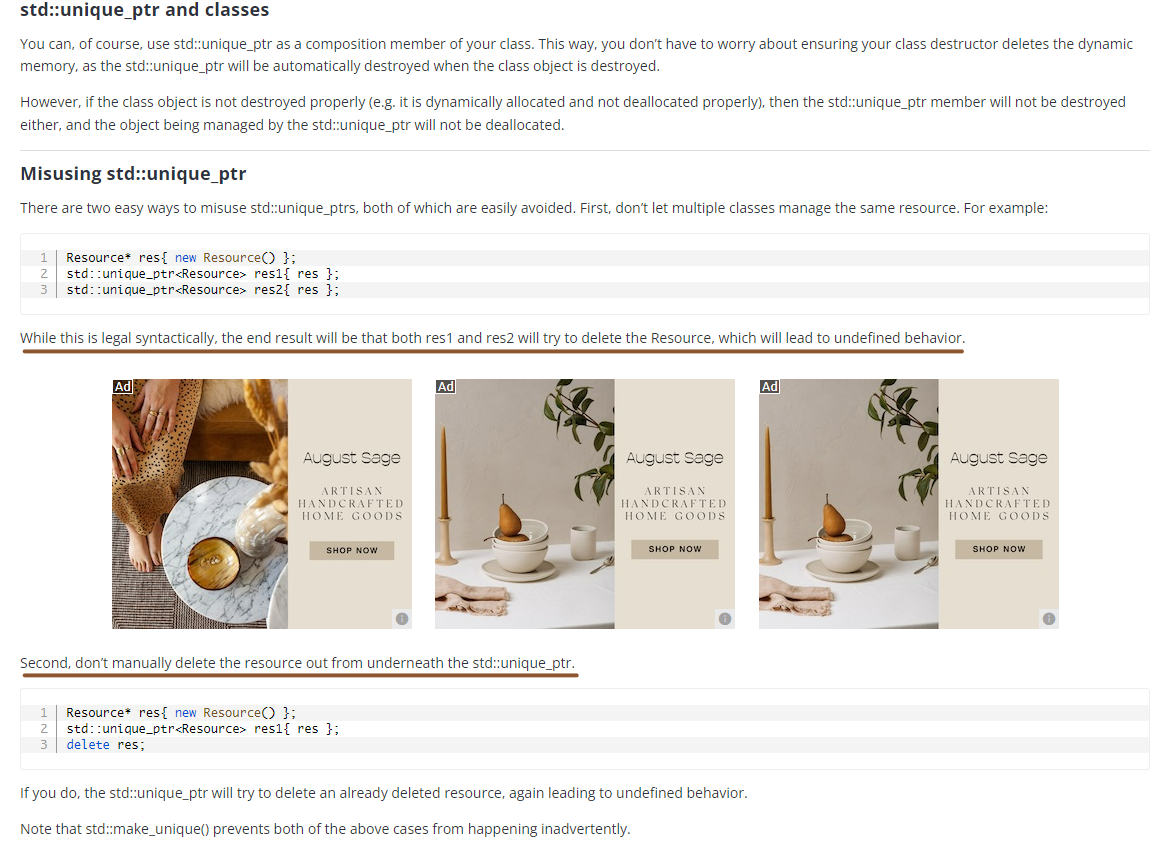 std::unique_ptr and classes
You can, of course, use std::unique_ptr as a composition member of your class. This way, you don’t have to worry about ensuring your class destructor deletes the dynamic
memory, as the std::unique_ptr will be automatically destroyed when the class object is destroyed.
However, if the class object is not destroyed properly (e.g. it is dynamically allocated and not deallocated properly), then the std::unique_ptr member will not be destroyed
either, and the object being managed by the std::unique_ptr will not be deallocated.
Misusing std::unique_ptr
There are two easy ways to misuse std::unique_ptrs, both of which are easily avoided. First, don’t let multiple classes manage the same resource. For example:
1 Resource* res{ new Resource() };
2 std::unique_ptr<Resource> res1{ res };
3 std::unique_ptr<Resource> res2{ res };
While this is legal syntactically, the end result will be that both res1 and res2 will try to delete the Resource, which will lead to undefined behavior.
Ad
August Sage
ARTISAN
HANDCRAFTED
HOME GOODS
SHOP NOW
Ad
August Sage
ARTISAN
HANDCRAFTED
HOME GOODS
SHOP NOW
Ad
August Sage
ARTISAN
HANDCRAFTED
HOME GOODS
SHOP NOW
Second, don’t manually delete the resource out from underneath the std::unique_ptr.
1 Resource* res{ new Resource() };
2 std::unique_ptr<Resource> res1{ res };
3 delete res;
If you do, the std::unique_ptr will try to delete an already deleted resource, again leading to undefined behavior.
Note that std::make_unique() prevents both of the above cases from happening inadvertently.